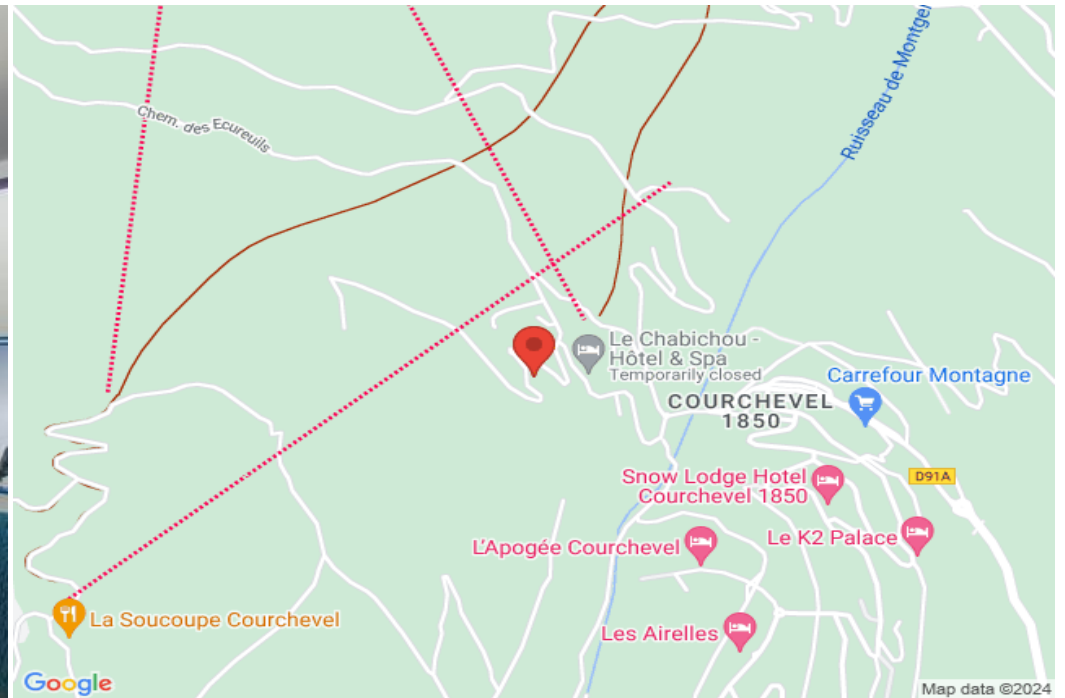 Chem. des Ecureuils
Ruisseau de Montge
Le Chabichou -
Hôtel & Spa
Temporarily closed
Carrefour Montagne
COURCHEVEL
1850
Snow Lodge Hotel
Courchevel 1850
D91A
L'Apogée Courchevel
Le K2 Palace
La Soucoupe Courchevel
Les Airelles
Google
Map data ©2024